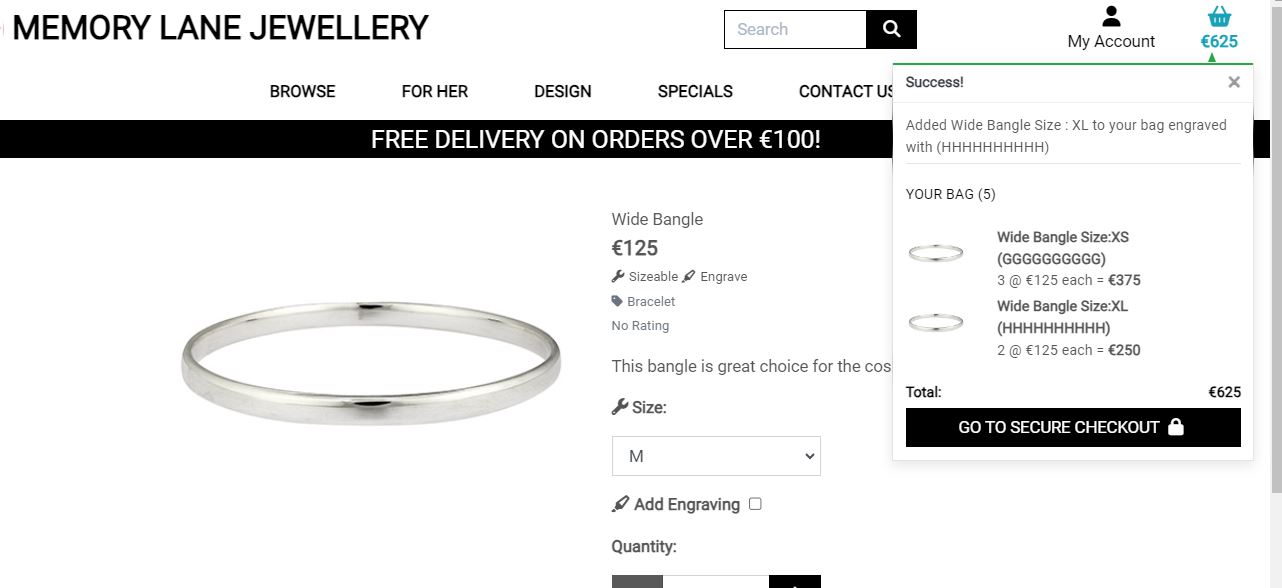 MEMORY LANE JEWELLERY
Search
My Account
€625
BROWSE
FOR HER
DESIGN
SPECIALS
CONTACT US
FREE DELIVERY ON ORDERS OVER €100!
Success!
×
Added Wide Bangle Size : XL to your bag engraved
with (HHHHHHHHHH)
YOUR BAG (5)
Wide Bangle Size:XS
(GGGGGGGGGG)
3 @ €125 each = €375
Wide Bangle Size:XL
(HHHHHHHHHH)
2 @ €125 each = €250
Total:
€625
GO TO SECURE CHECKOUT
Wide Bangle
€125
Sizeable Engrave
Bracelet
No Rating
This bangle is great choice for the cos
Size:
M
Add Engraving
Quantity: